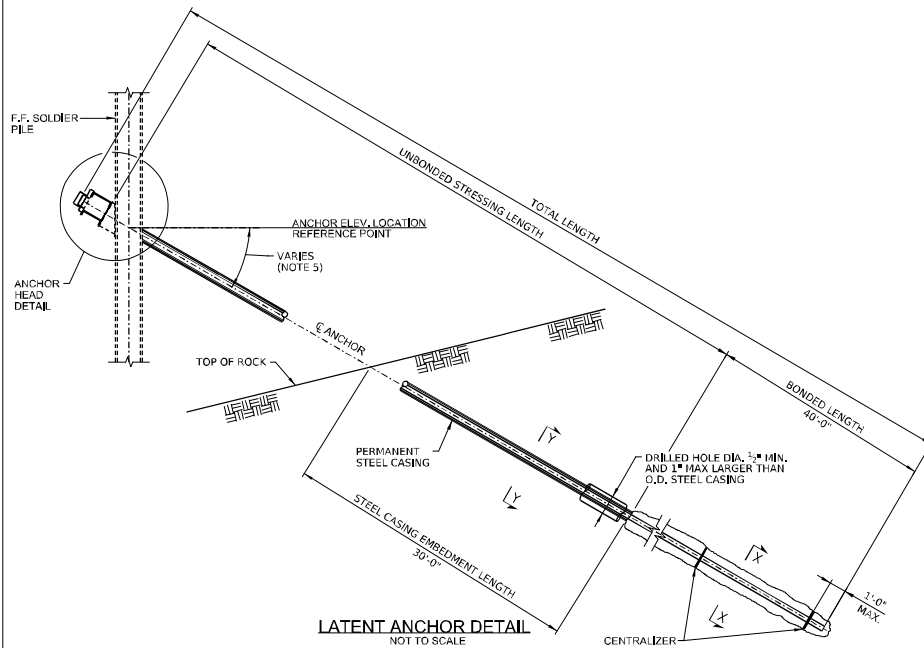 F.F. SOLDIER
PILE
UNBONDED STRESSING LENGTH
TOTAL LENGTH
ANCHOR ELEV. LOCATION
REFERENCE POINT
VARIES
(NOTE 5)
ANCHOR
HEAD
DETAIL
℄ ANCHOR
TOP OF ROCK
BONDED LENGTH
40'-0"
PERMANENT
STEEL CASING
Y
Y
DRILLED HOLE DIA. ½" MIN.
AND 1" MAX LARGER THAN
O.D. STEEL CASING
STEEL CASING EMBEDMENT LENGTH
30'-0"
X
X
1'-0"
MAX.
CENTRALIZER
LATENT ANCHOR DETAIL
NOT TO SCALE